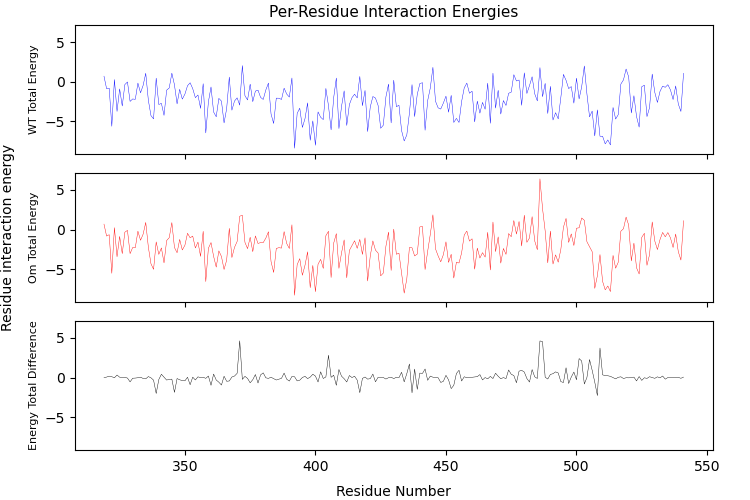 Per-Residue Interaction Energies
Residue interaction energy
WT Total Energy
5
0
−5
Om Total Energy
5
0
−5
Energy Total Difference
5
0
−5
350 400 450 500 550
Residue Number